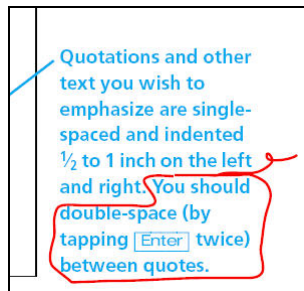 Quotations and other
text you wish to
emphasize are single-
spaced and indented
½ to 1 inch on the left
and right. You should
double-space (by
tapping Enter twice)
between quotes.